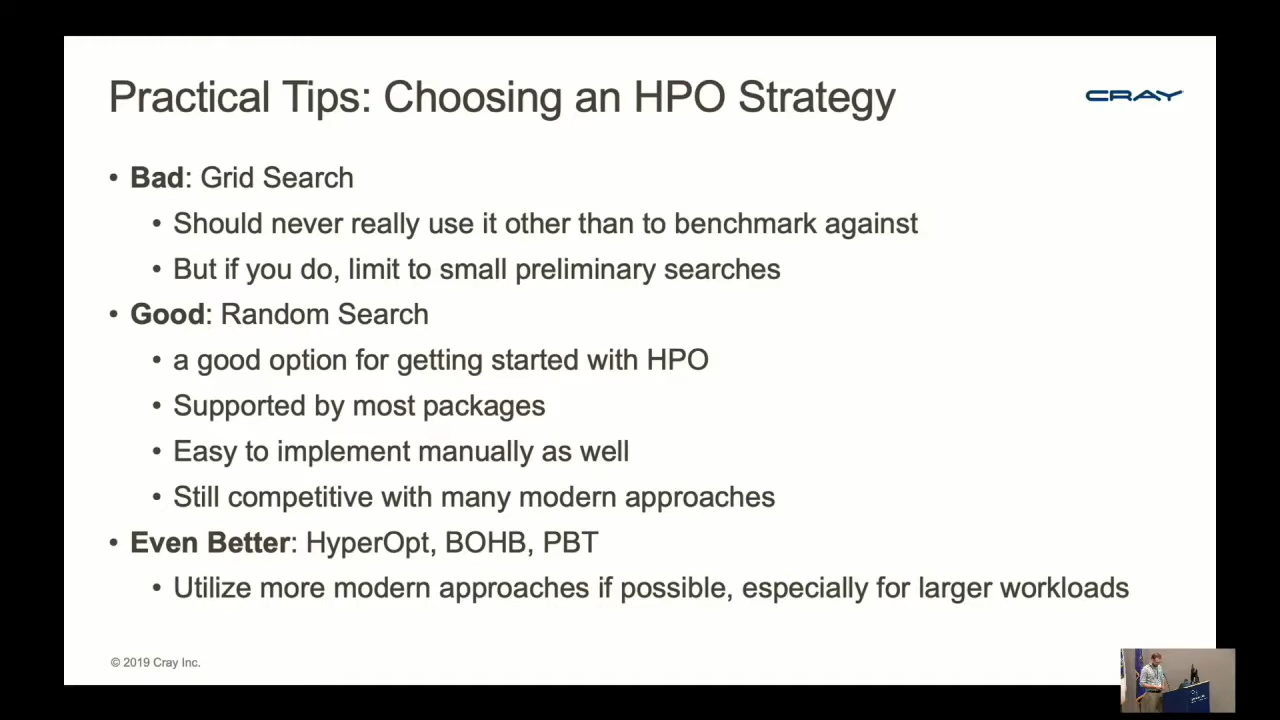 Practical Tips: Choosing an HPO Strategy
CRAY
• Bad: Grid Search
• Should never really use it other than to benchmark against
• But if you do, limit to small preliminary searches
• Good: Random Search
• a good option for getting started with HPO
• Supported by most packages
• Easy to implement manually as well
• Still competitive with many modern approaches
• Even Better: HyperOpt, BOHB, PBT
• Utilize more modern approaches if possible, especially for larger workloads
© 2019 Cray Inc.